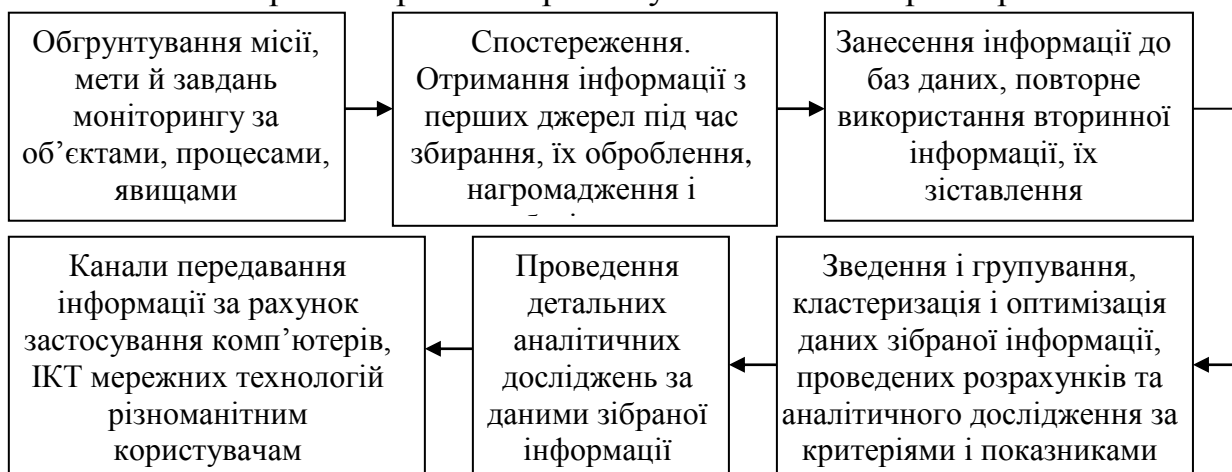 Обгрунтування місії,
мети й завдань
моніторингу за
об’єктами, процесами,
явищами
Спостереження.
Отримання інформації з
перших джерел під час
збирання, їх оброблення,
нагромадження і
Занесення інформації до
баз даних, повторне
використання вторинної
інформації, їх
зіставлення
Зведення і групування,
кластеризація і оптимізація
даних зібраної інформації,
проведених розрахунків та
аналітичного дослідження за
критеріями і показниками
Проведення
детальних
аналітичних
досліджень за
даними зібраної
інформації
Канали передавання
інформації за рахунок
застосування комп’ютерів,
ІКТ мережних технологій
різноманітним
користувачам